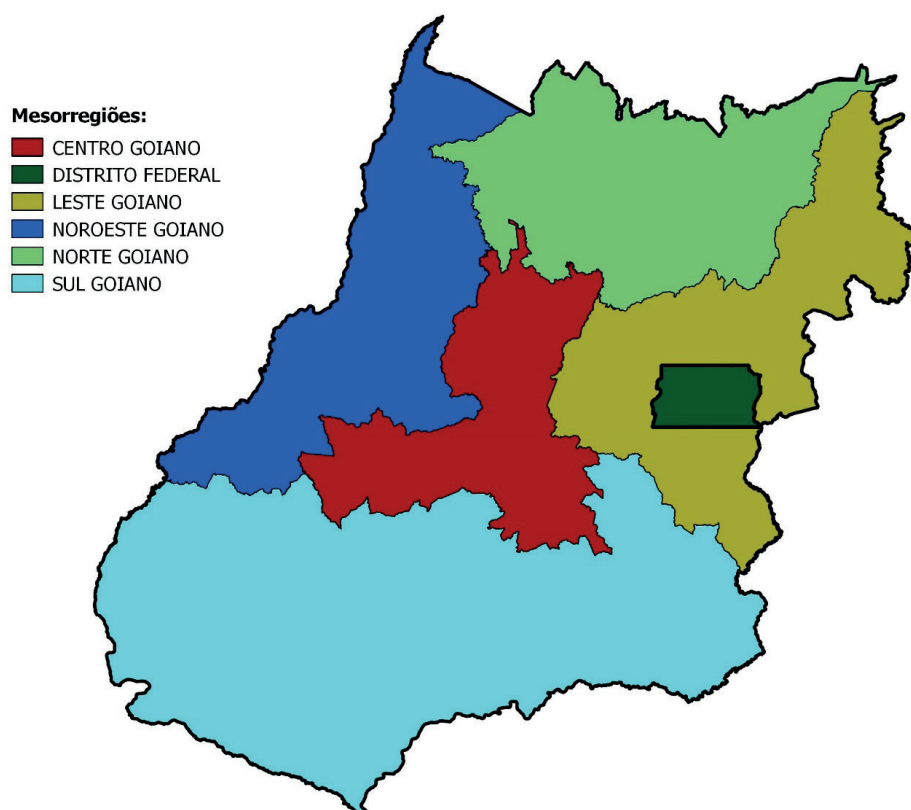 Mesorregiões:
CENTRO GOIANO
DISTRITO FEDERAL
LESTE GOIANO
NOROESTE GOIANO
NORTE GOIANO
SUL GOIANO